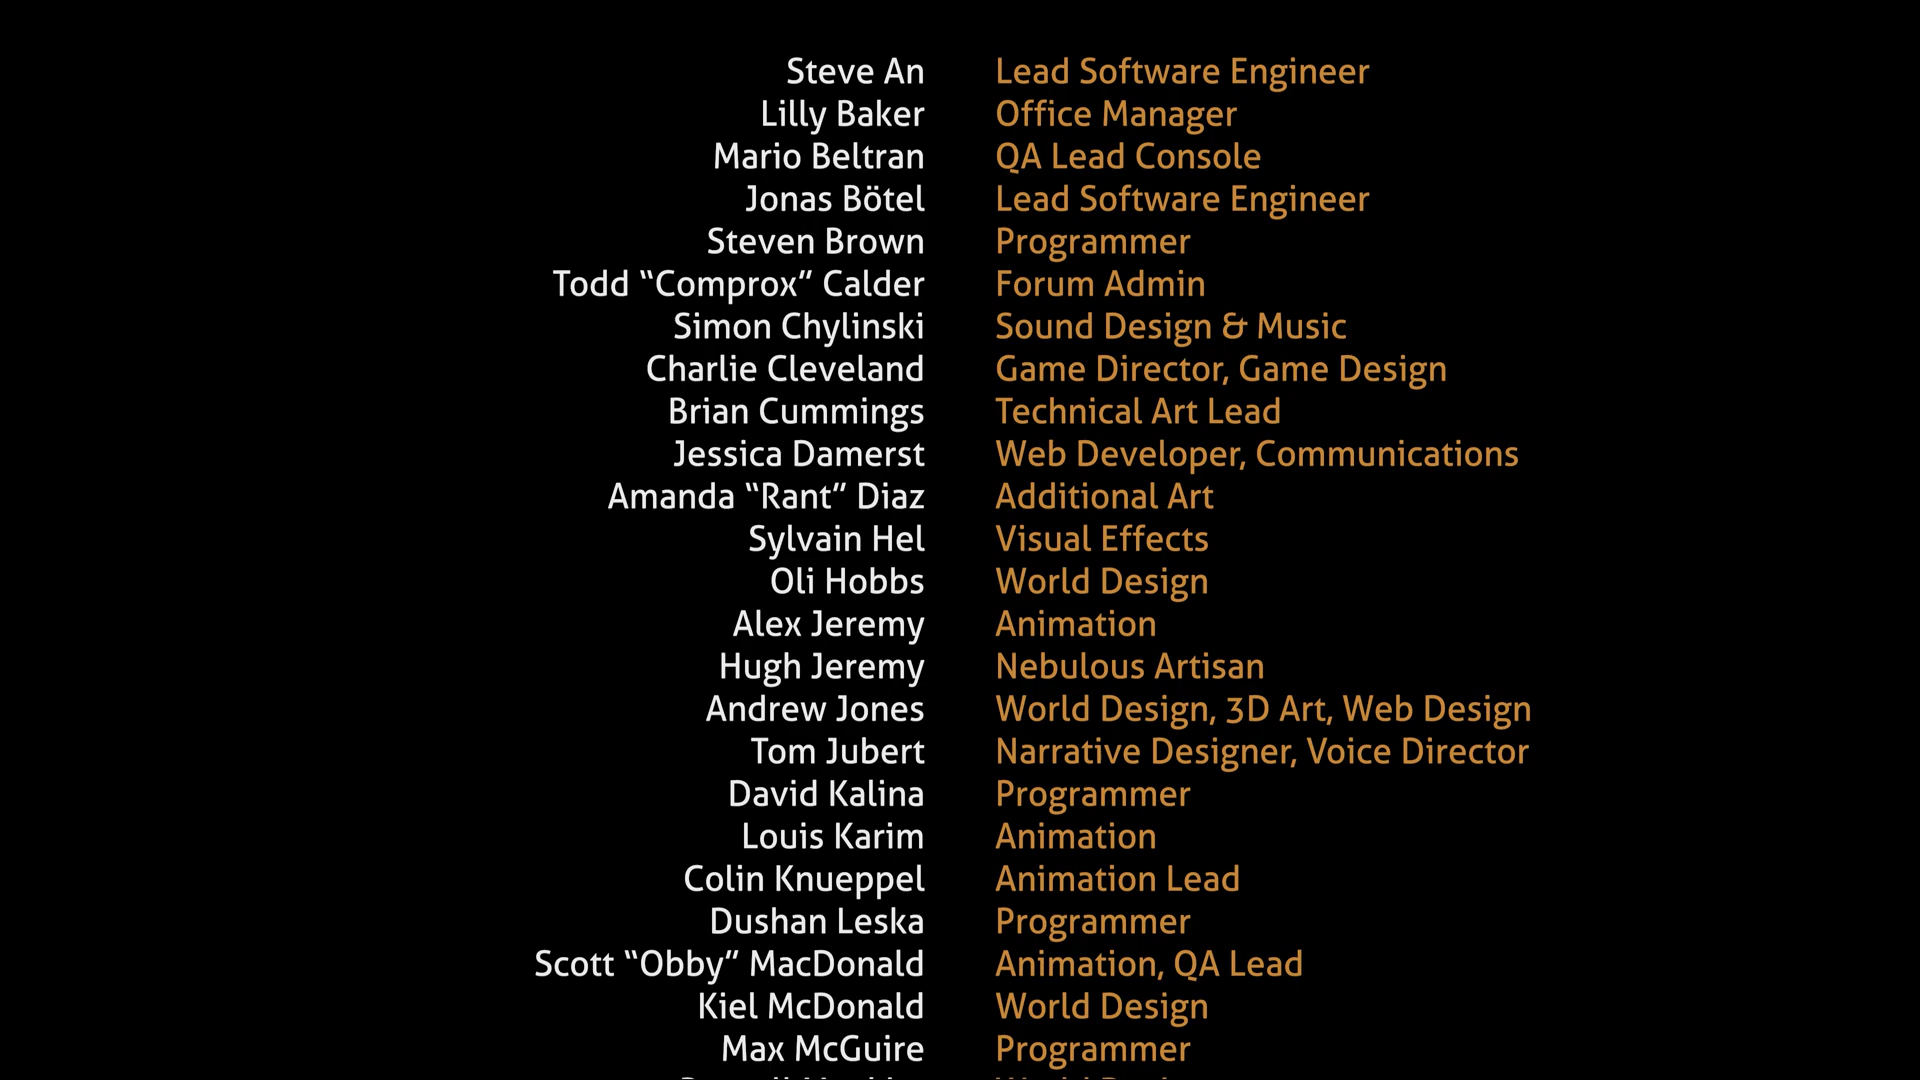 Steve An Lead Software Engineer
Lilly Baker Office Manager
Mario Beltran QA Lead Console
Jonas Bötel Lead Software Engineer
Steven Brown Programmer
Todd “Comprox” Calder Forum Admin
Simon Chylinski Sound Design & Music
Charlie Cleveland Game Director, Game Design
Brian Cummings Technical Art Lead
Jessica Damerst Web Developer, Communications
Amanda “Rant” Diaz Additional Art
Sylvain Hel Visual Effects
Oli Hobbs World Design
Alex Jeremy Animation
Hugh Jeremy Nebulous Artisan
Andrew Jones World Design, 3D Art, Web Design
Tom Jubert Narrative Designer, Voice Director
David Kalina Programmer
Louis Karim Animation
Colin Knueppel Animation Lead
Dushan Leska Programmer
Scott “Obby” MacDonald Animation, QA Lead
Kiel McDonald World Design
Max McGuire Programmer